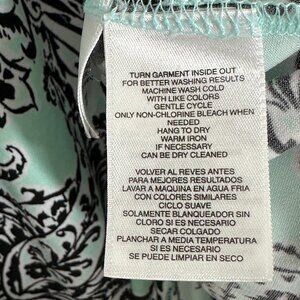 TURN GARMENT INSIDE OUT
FOR BETTER WASHING RESULTS
MACHINE WASH COLD
WITH LIKE COLORS
GENTLE CYCLE
ONLY NON-CHLORINE BLEACH WHEN
NEEDED
HANG TO DRY
WARM IRON
IF NECESSARY
CAN BE DRY CLEANED
VOLVER AL REVES ANTES
PARA MEJORES RESULTADOS
LAVAR A MAQUINA EN AGUA FRIA
CON COLORES SIMILARES
CICLO SUAVE
SOLAMENTE BLANQUEADOR SIN
CLORO SI ES NECESARIO
SECAR COLGADO
PLANCHAR A MEDIA TEMPERATURA
SI ES NECESARIO
SE PUEDE LIMPIAR EN SECO